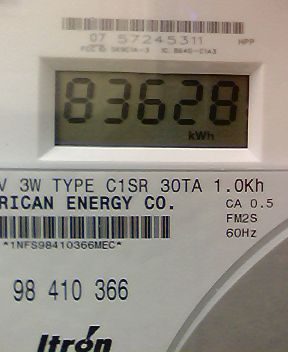 07 57245311 HPP
83628
kWh
V 3W TYPE C1SR 30TA 1.0Kh
RICAN ENERGY CO.
CA 0.5
FM2S
60Hz
*1NFS98410366MEC*
98 410 366
Itron